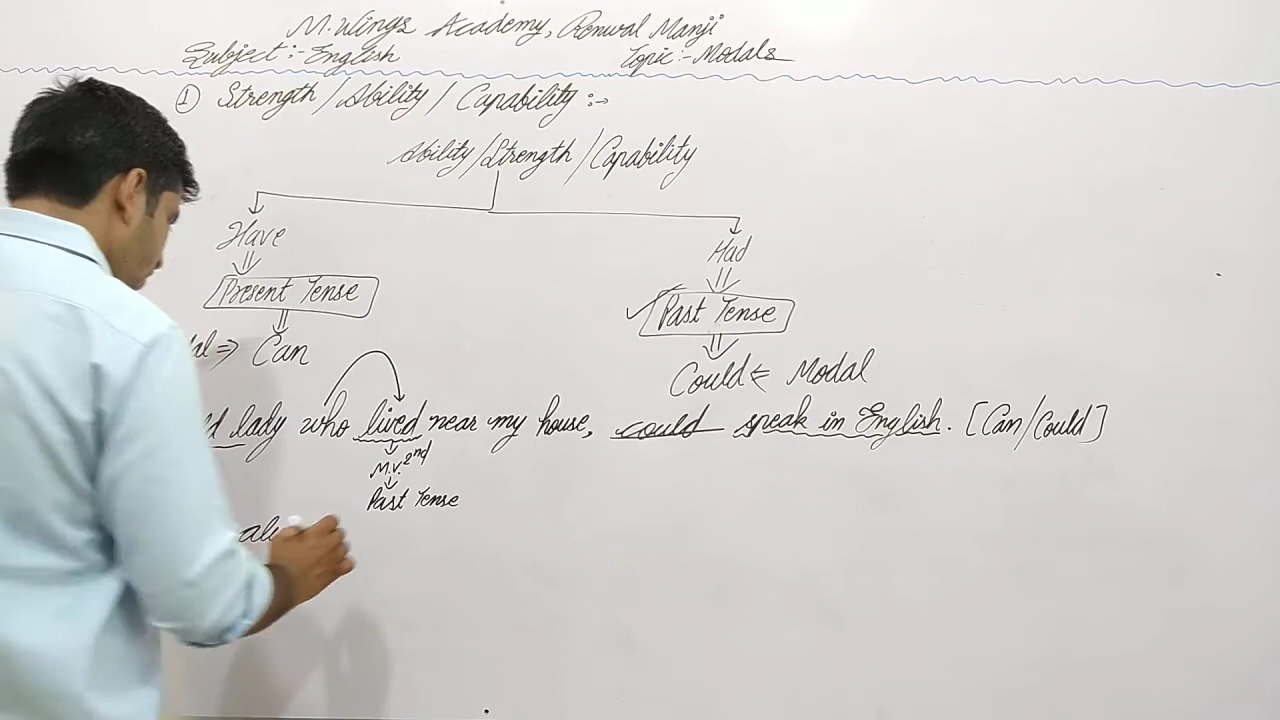 M. Wings Academy, Renwal Manji
Subject :- English Topic :- Modals
① Strength / Ability / Capability :→
Ability / Strength / Capability
Have Had
Present Tense Past Tense
al ⇒ Can
Could ⇐ Modal
d lady who lived near my house, could speak in English. [Can/Could]
M.V. 2nd
Past Tense